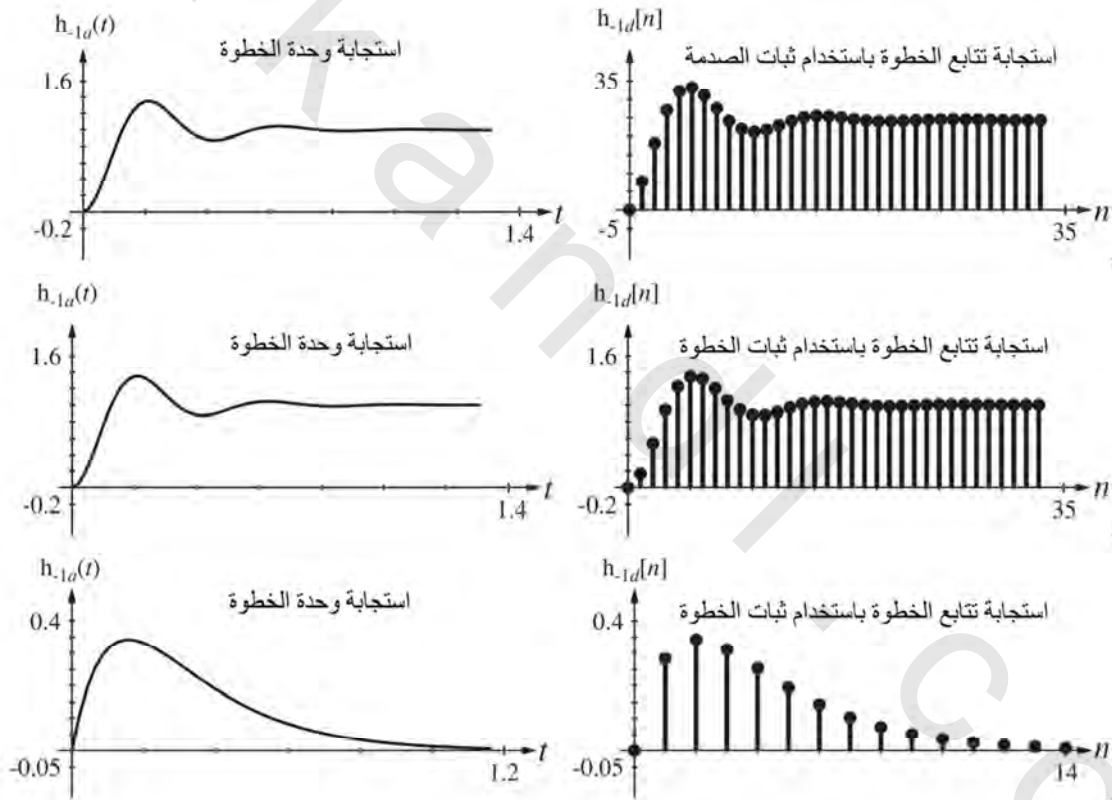 h-1a(t)
استجابة وحدة الخطوة
1.6
-0.2
1.4
t
h-1d[n]
استجابة تتابع الخطوة باستخدام ثبات الصدمة
35
-5
35
n
h-1a(t)
استجابة وحدة الخطوة
1.6
-0.2
1.4
t
h-1d[n]
استجابة تتابع الخطوة باستخدام ثبات الخطوة
1.6
-0.2
35
n
h-1a(t)
استجابة وحدة الخطوة
0.4
-0.05
1.2
t
h-1d[n]
استجابة تتابع الخطوة باستخدام ثبات الخطوة
0.4
-0.05
14
n